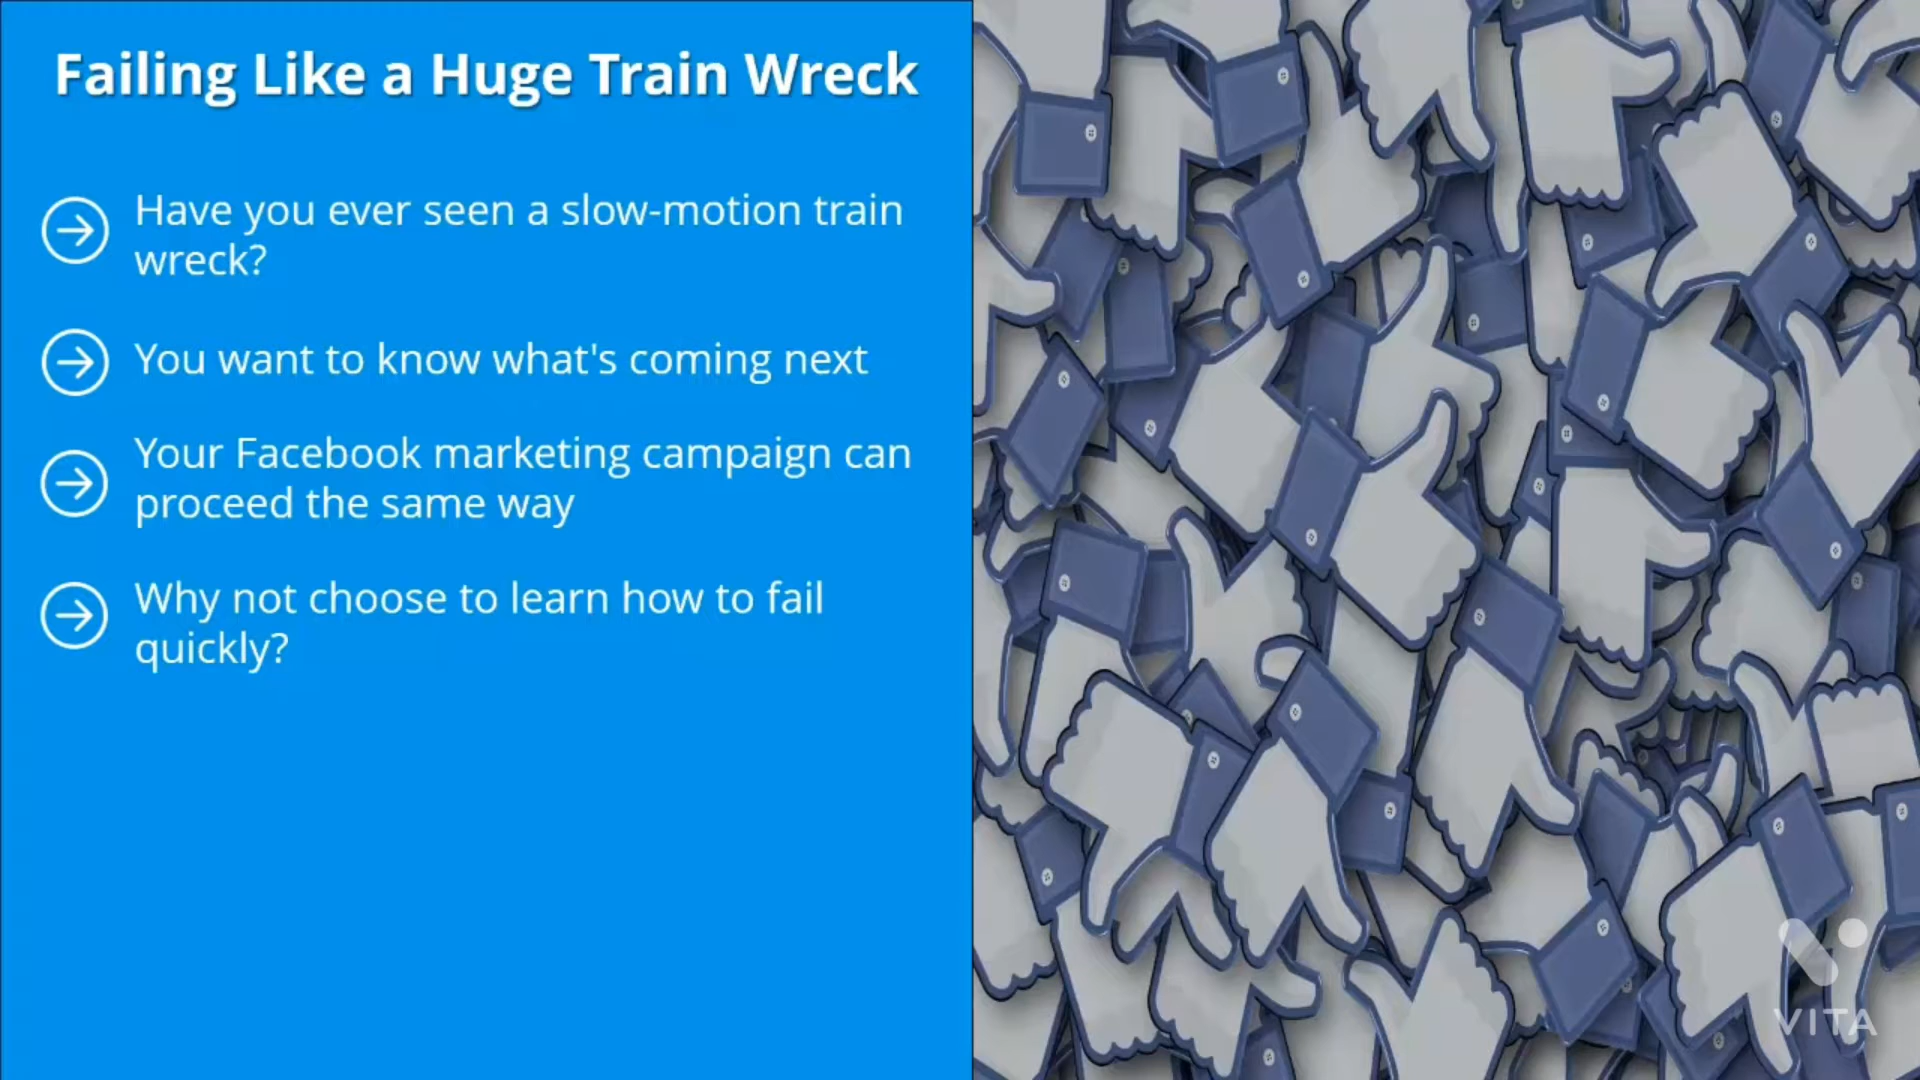 Failing Like a Huge Train Wreck
Have you ever seen a slow-motion train
wreck?
You want to know what's coming next
Your Facebook marketing campaign can
proceed the same way
Why not choose to learn how to fail
quickly?
VITA